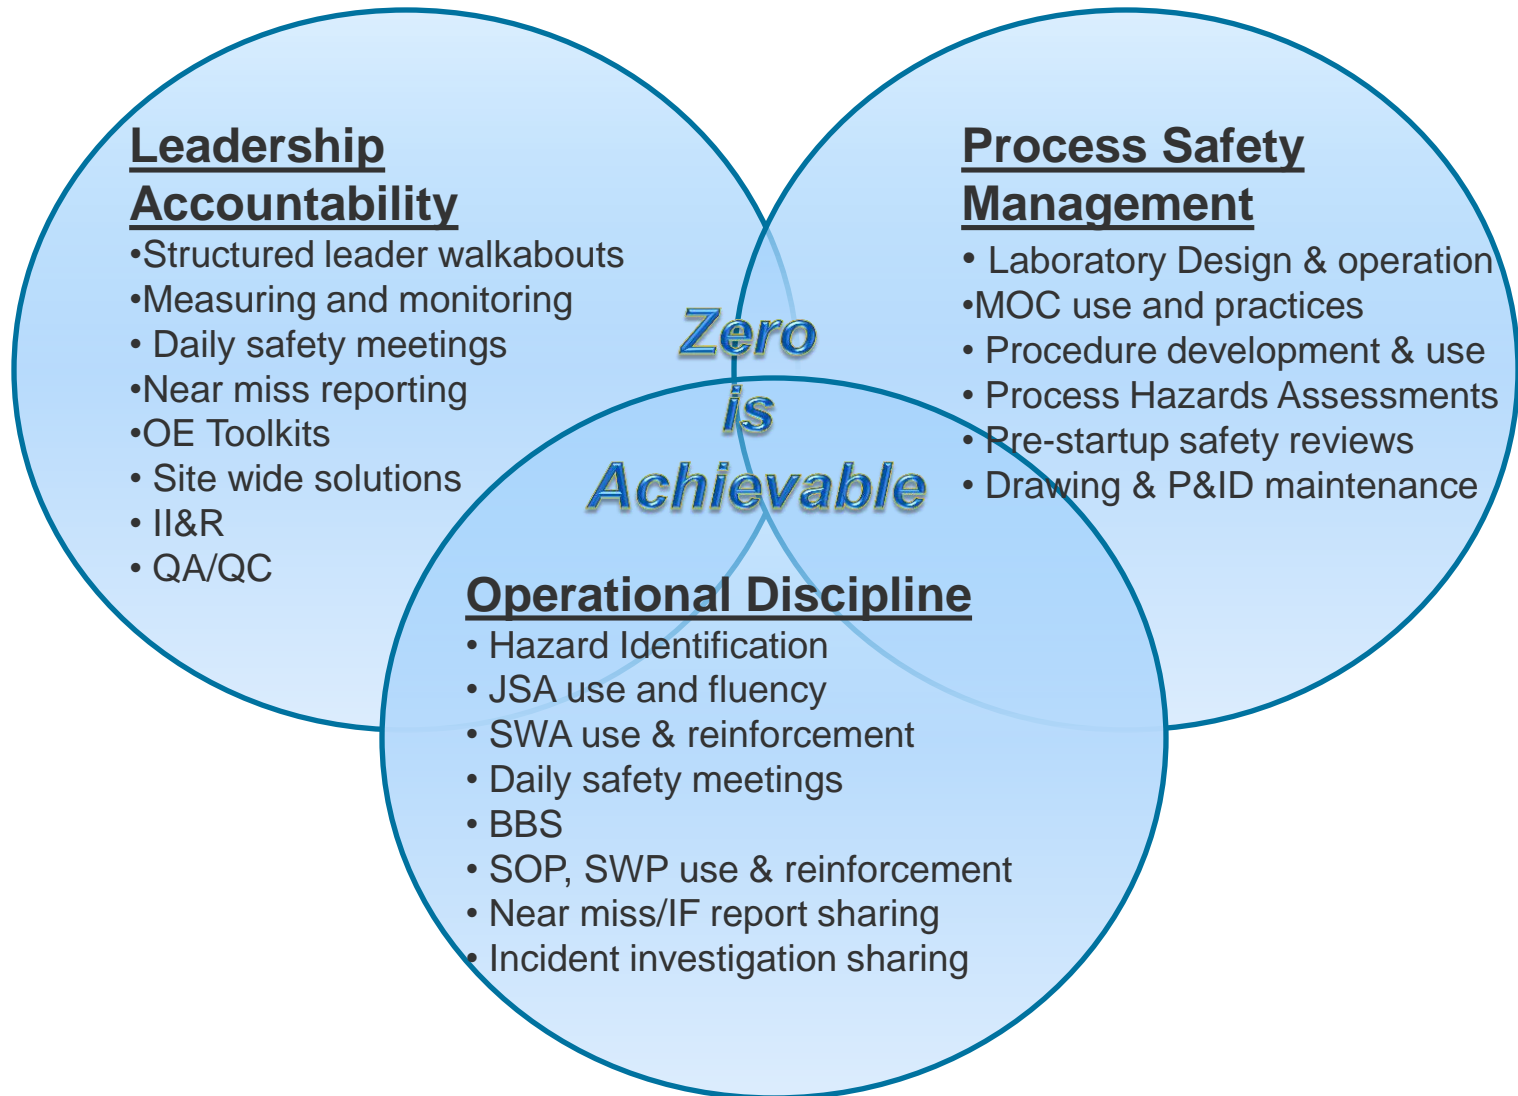 Leadership
Accountability
•Structured leader walkabouts
•Measuring and monitoring
• Daily safety meetings
•Near miss reporting
•OE Toolkits
• Site wide solutions
• II&R
• QA/QC
Process Safety
Management
• Laboratory Design & operation
•MOC use and practices
• Procedure development & use
• Process Hazards Assessments
• Pre-startup safety reviews
• Drawing & P&ID maintenance
Zero
is
Achievable
Operational Discipline
• Hazard Identification
• JSA use and fluency
• SWA use & reinforcement
• Daily safety meetings
• BBS
• SOP, SWP use & reinforcement
• Near miss/IF report sharing
• Incident investigation sharing